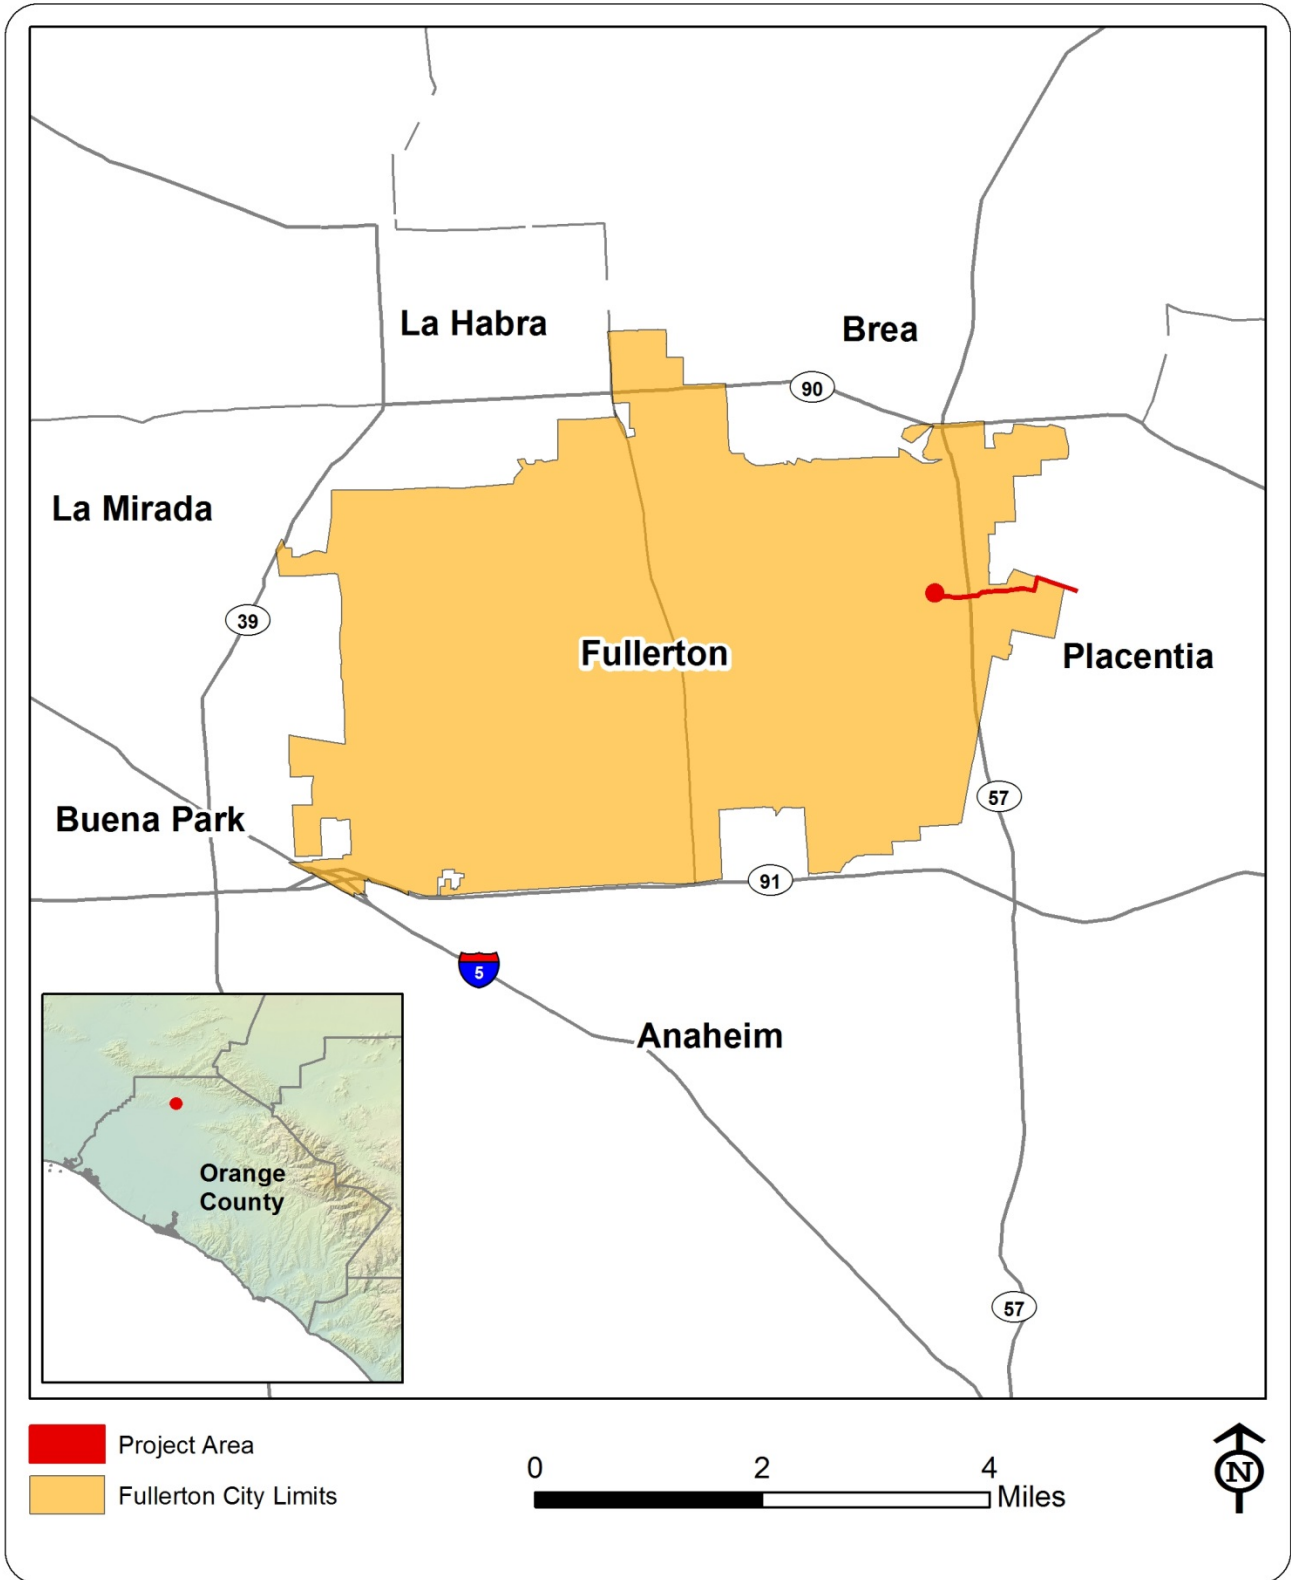 La Habra
Brea
90
La Mirada
39
Fullerton
Placentia
57
Buena Park
91
5
Anaheim
Orange
County
57
Project Area
Fullerton City Limits
0 2 4
Miles
N